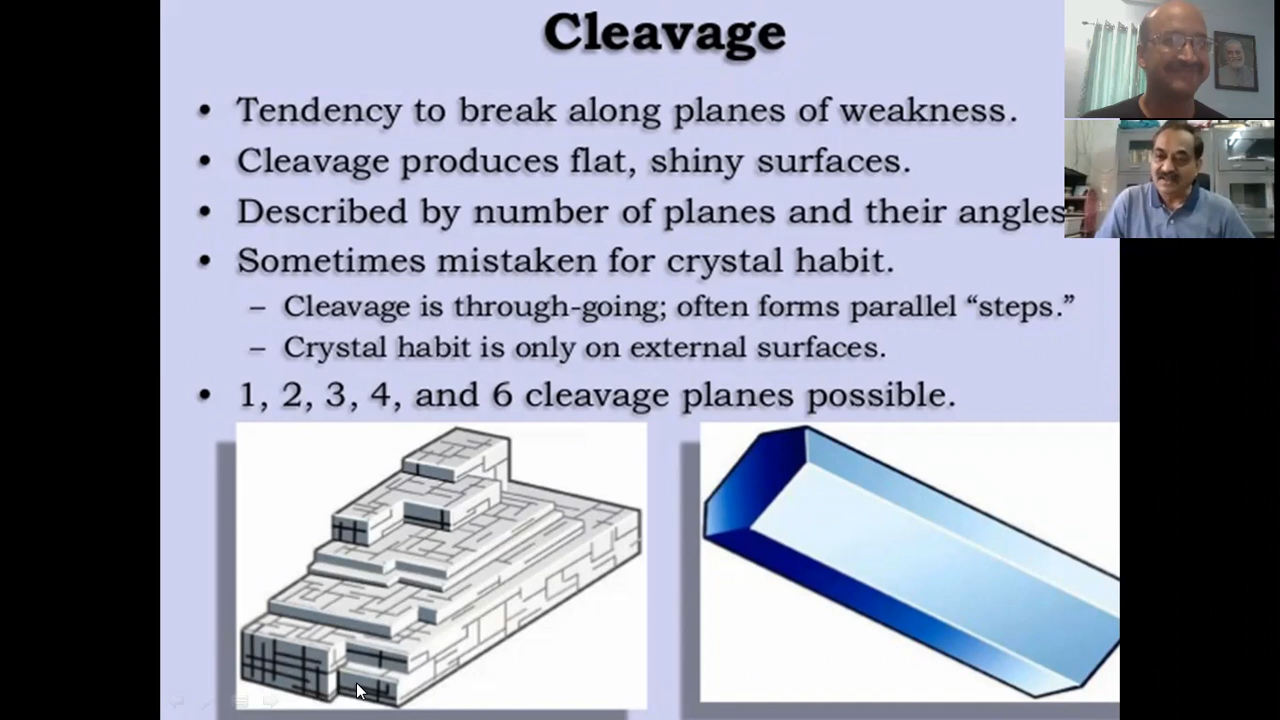 Cleavage
• Tendency to break along planes of weakness.
• Cleavage produces flat, shiny surfaces.
• Described by number of planes and their angles
• Sometimes mistaken for crystal habit.
– Cleavage is through-going; often forms parallel “steps.”
– Crystal habit is only on external surfaces.
• 1, 2, 3, 4, and 6 cleavage planes possible.